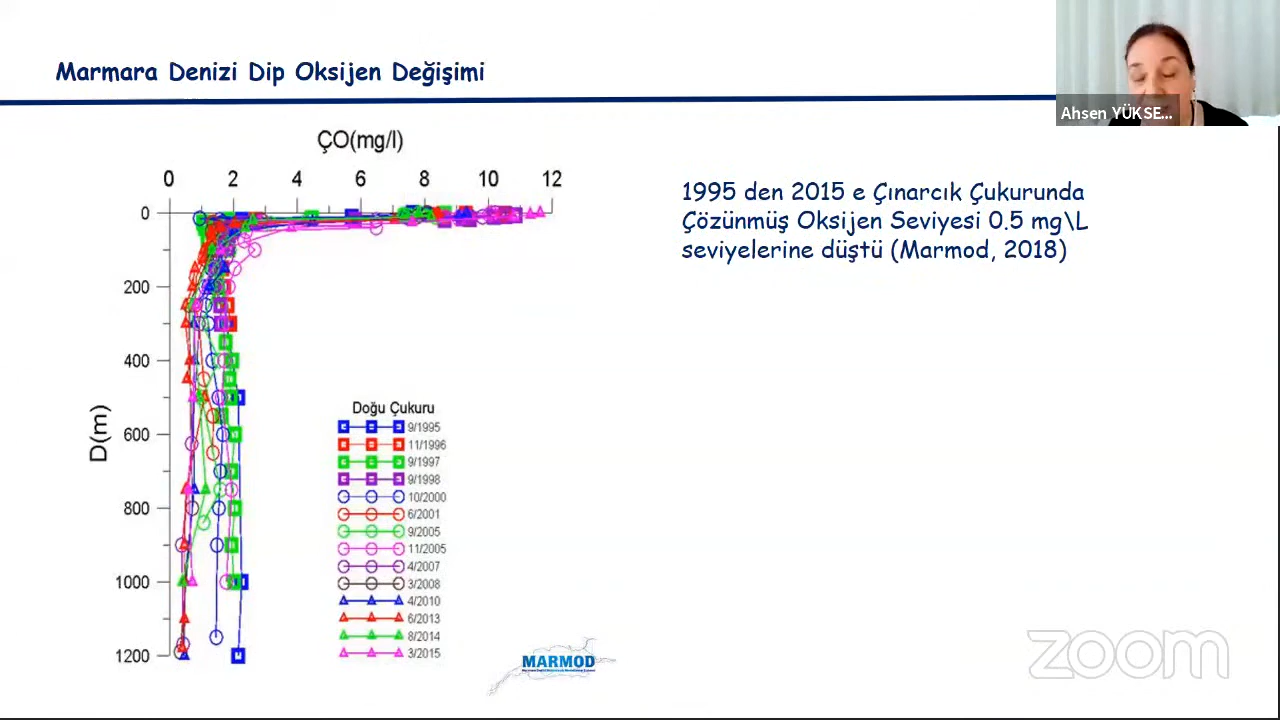 Marmara Denizi Dip Oksijen Değişimi
Ahsen YÜKSE...
ÇO(mg/l)
0 2 4 6 8 10 12
1995 den 2015 e Çınarcık Çukurunda
Çözünmüş Oksijen Seviyesi 0.5 mg\L
seviyelerine düştü (Marmod, 2018)
D(m)
0
200
400
600
800
1000
1200
Doğu Çukuru
9/1995
11/1996
9/1997
9/1998
10/2000
6/2001
9/2005
11/2005
4/2007
3/2008
4/2010
6/2013
8/2014
3/2015
MARMOD
zoom